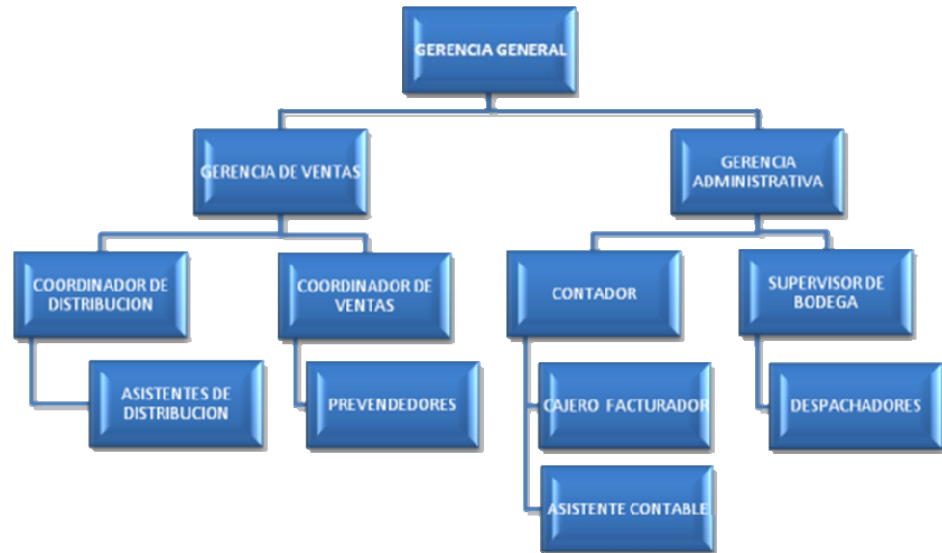 GERENCIA GENERAL
GERENCIA DE VENTAS
GERENCIA
ADMINISTRATIVA
COORDINADOR DE
DISTRIBUCION
COORDINADOR DE
VENTAS
CONTADOR
SUPERVISOR DE
BODEGA
ASISTENTES DE
DISTRIBUCION
PREVENDEDORES
CAJERO FACTURADOR
DESPACHADORES
ASISTENTE CONTABLE